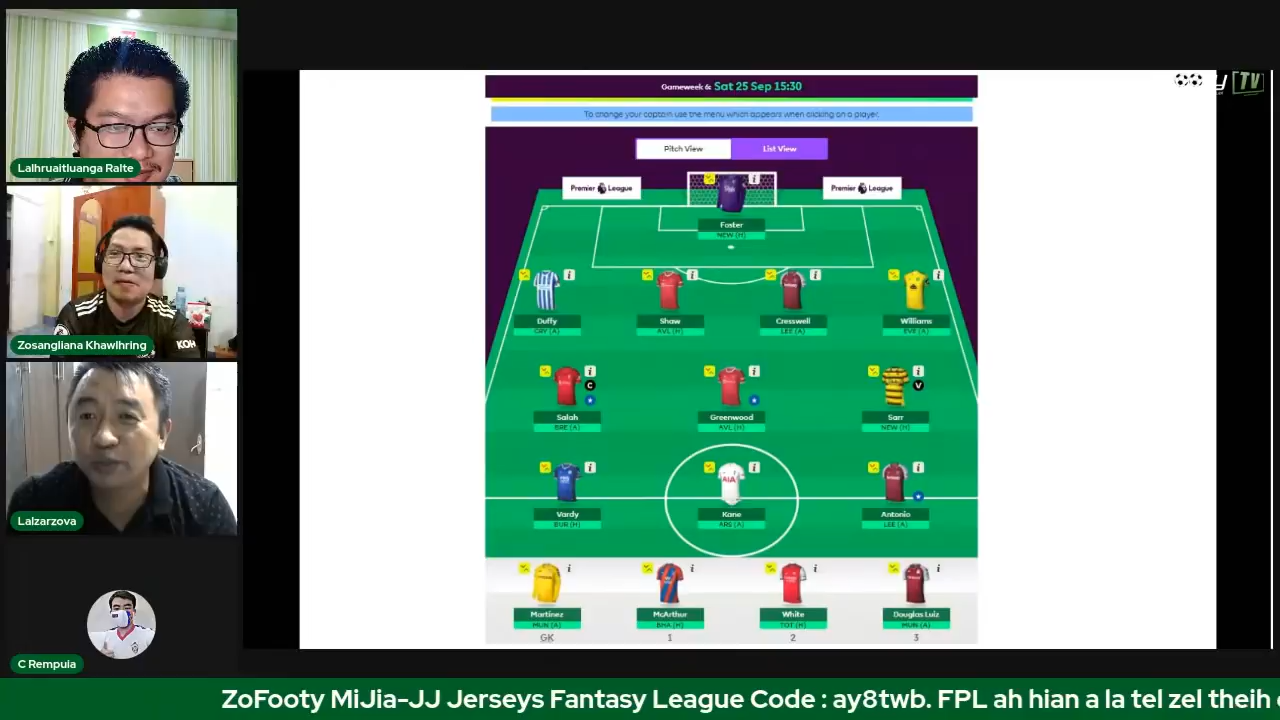 Lalhruaitluanga Ralte
Zosangliana Khawlhring
KOH
Lalzarzova
C Rempuia
TV
Gameweek 6: Sat 25 Sep 15:30
To change your captain use the menu which appears when clicking on a player.
Pitch View List View
Premier League Premier League
Foster
NEW (H)
Duffy Shaw Cresswell Williams
CRY (A) AVL (H) LEE (A) EVE (A)
C V
Salah Greenwood Sarr
BRE (A) AVL (H) NEW (H)
AIA
Vardy Kane Antonio
BUR (H) ARS (A) LEE (A)
Martinez McArthur White Douglas Luiz
MUN (A) BHA (H) TOT (H) MUN (A)
GK 1 2 3
ZoFooty MiJia-JJ Jerseys Fantasy League Code : ay8twb. FPL ah hian a la tel zel theih